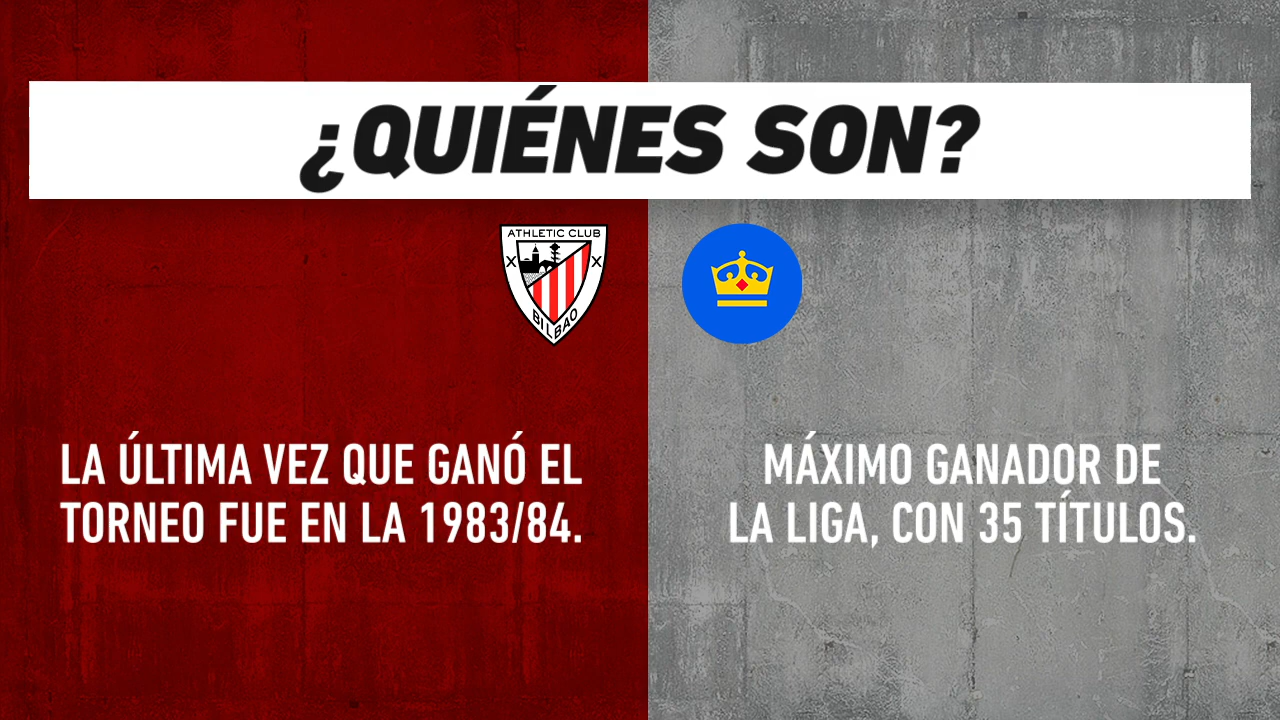 ¿QUIÉNES SON?
ATHLETIC CLUB
BILBAO
LA ÚLTIMA VEZ QUE GANÓ EL
TORNEO FUE EN LA 1983/84.
MÁXIMO GANADOR DE
LA LIGA, CON 35 TÍTULOS.